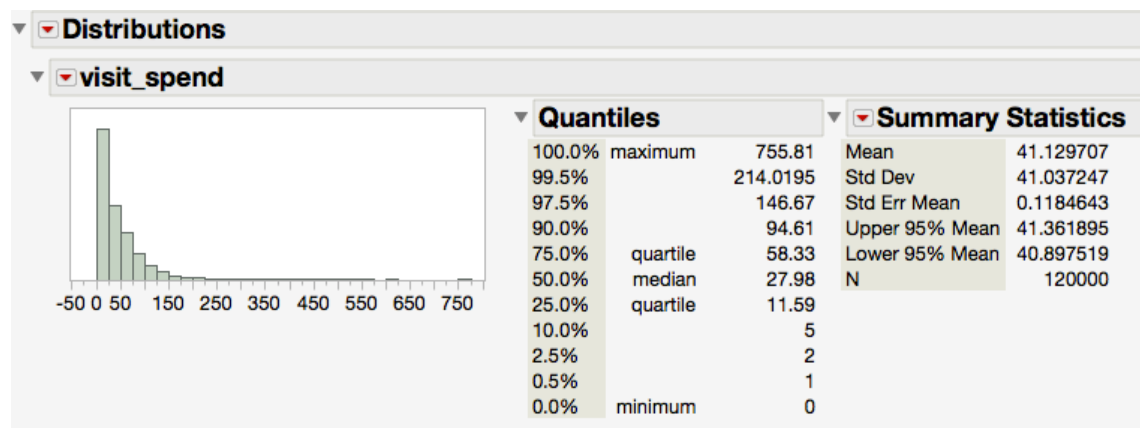 Distributions
visit_spend
-50 0 50 150 250 350 450 550 650 750
Quantiles
100.0% maximum 755.81
99.5% 214.0195
97.5% 146.67
90.0% 94.61
75.0% quartile 58.33
50.0% median 27.98
25.0% quartile 11.59
10.0% 5
2.5% 2
0.5% 1
0.0% minimum 0
Summary Statistics
Mean 41.129707
Std Dev 41.037247
Std Err Mean 0.1184643
Upper 95% Mean 41.361895
Lower 95% Mean 40.897519
N 120000